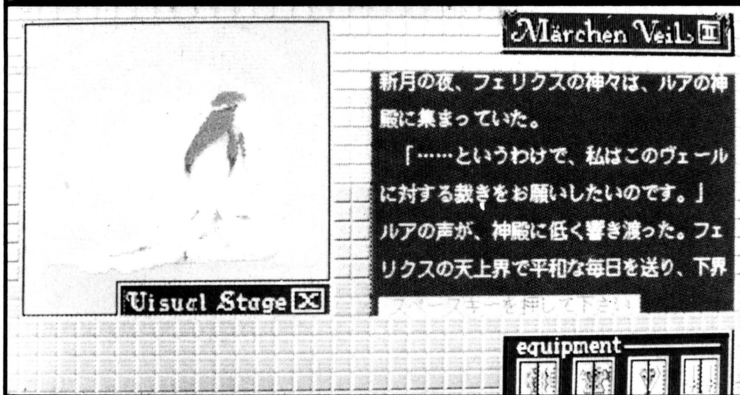 Märchen VeiL II
新月の夜、フェリクスの神々は、ルアの神
殿に集まっていた。
「……というわけで、私はこのヴェール
に対する裁きをお願いしたいのです。」
ルアの声が、神殿に低く響き渡った。フェ
リクスの天上界で平和な毎日を送り、下界
スペースキーを押して下さい
Visual Stage X
equipment